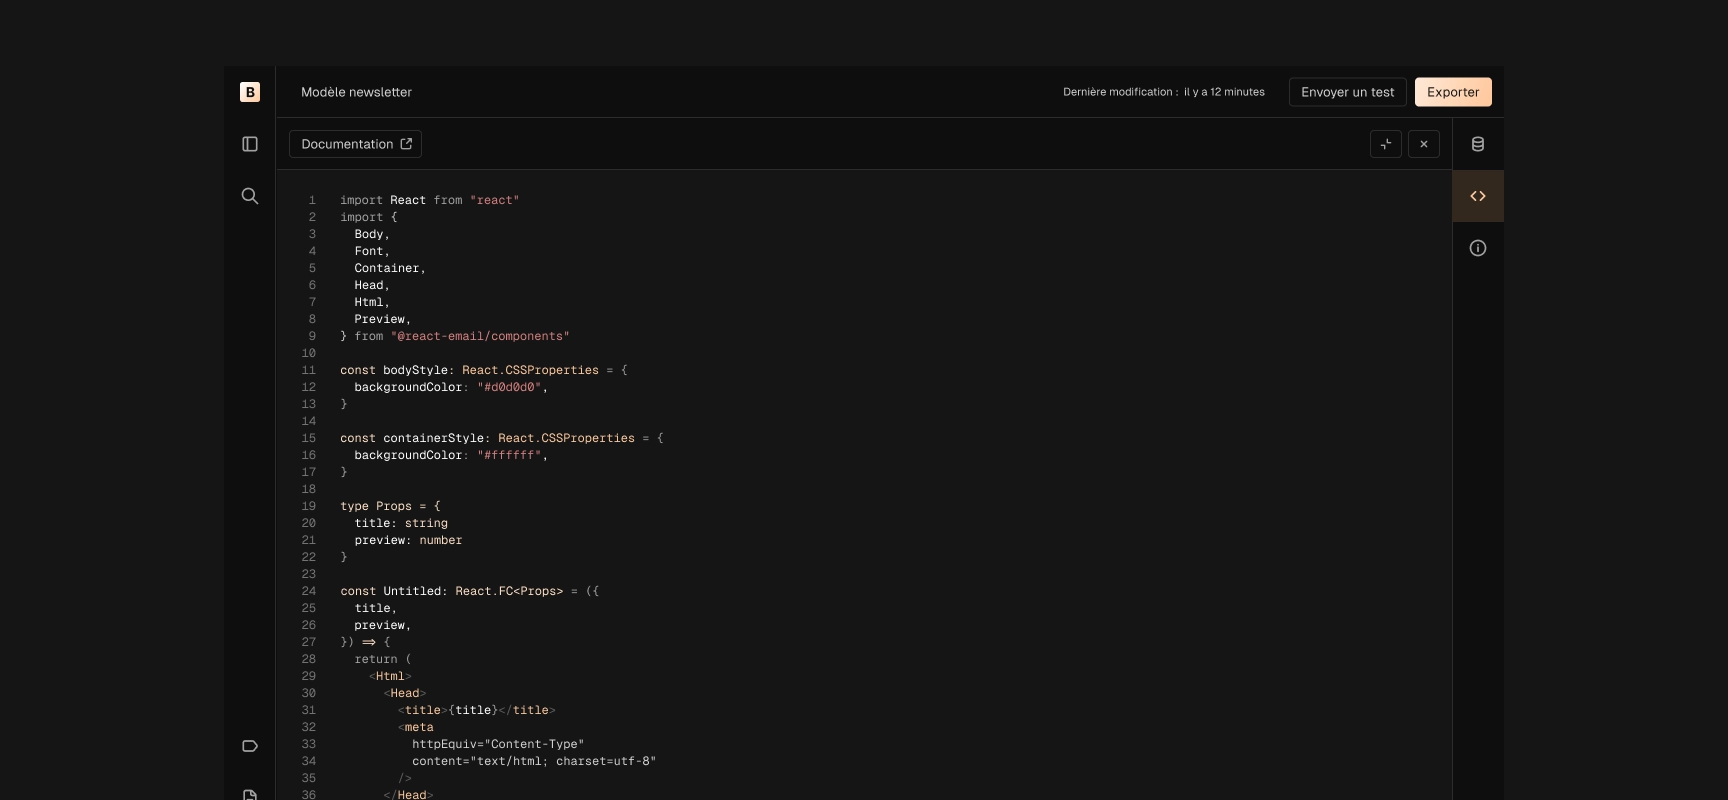 B
Modèle newsletter
Dernière modification : il y a 12 minutes
Envoyer un test
Exporter
Documentation
1 import React from "react"
2 import {
3   Body,
4   Font,
5   Container,
6   Head,
7   Html,
8   Preview,
9 } from "@react-email/components"
10
11 const bodyStyle: React.CSSProperties = {
12   backgroundColor: "#d0d0d0",
13 }
14
15 const containerStyle: React.CSSProperties = {
16   backgroundColor: "#ffffff",
17 }
18
19 type Props = {
20   title: string
21   preview: number
22 }
23
24 const Untitled: React.FC<Props> = ({
25   title,
26   preview,
27 }) => {
28   return (
29     <Html>
30       <Head>
31         <title>{title}</title>
32         <meta
33           httpEquiv="Content-Type"
34           content="text/html; charset=utf-8"
35         />
36       </Head>